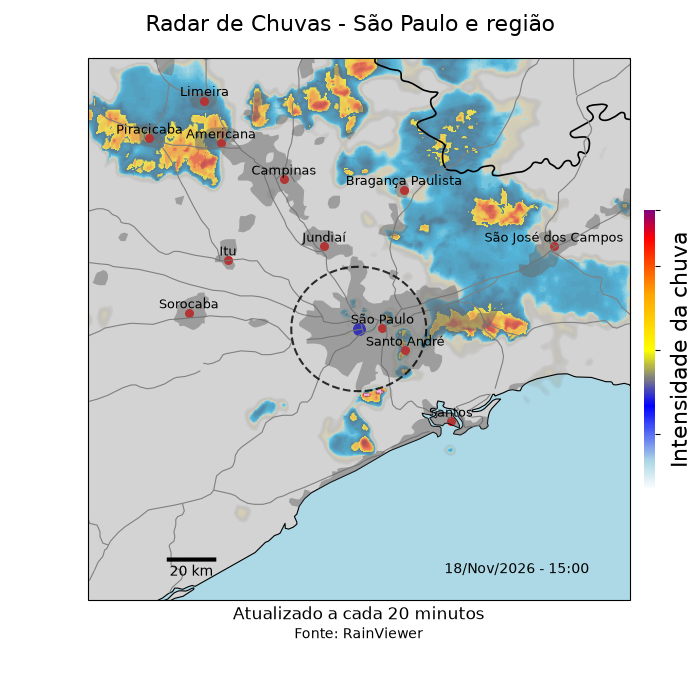 Radar de Chuvas - São Paulo e região
Limeira
Piracicaba
Americana
Campinas
Bragança Paulista
Jundiaí
São José dos Campos
Itu
Sorocaba
São Paulo
Santo André
Santos
Intensidade da chuva
20 km
18/Nov/2026 - 15:00
Atualizado a cada 20 minutos
Fonte: RainViewer